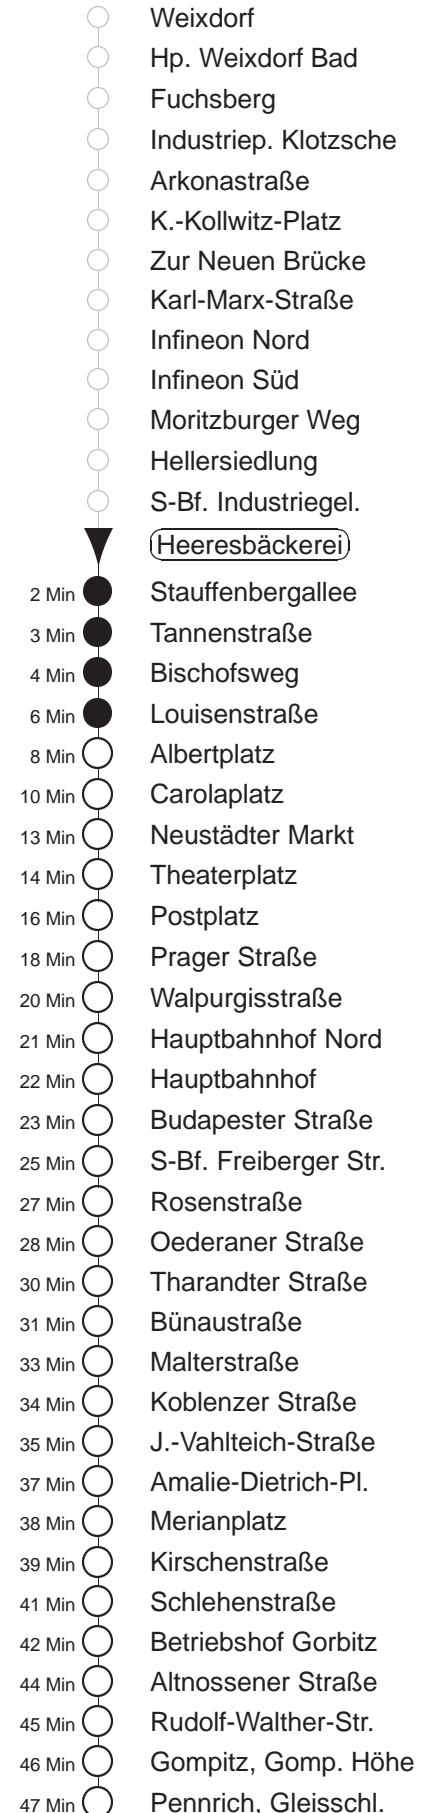 Weixdorf
Hp. Weixdorf Bad
Fuchsberg
Industriep. Klotzsche
Arkonastraße
K.-Kollwitz-Platz
Zur Neuen Brücke
Karl-Marx-Straße
Infineon Nord
Infineon Süd
Moritzburger Weg
Hellersiedlung
S-Bf. Industriegel.
Heeresbäckerei
2 Min Stauffenbergallee
3 Min Tannenstraße
4 Min Bischofsweg
6 Min Louisenstraße
8 Min Albertplatz
10 Min Carolaplatz
13 Min Neustädter Markt
14 Min Theaterplatz
16 Min Postplatz
18 Min Prager Straße
20 Min Walpurgisstraße
21 Min Hauptbahnhof Nord
22 Min Hauptbahnhof
23 Min Budapester Straße
25 Min S-Bf. Freiberger Str.
27 Min Rosenstraße
28 Min Oederaner Straße
30 Min Tharandter Straße
31 Min Bünaustraße
33 Min Malterstraße
34 Min Koblenzer Straße
35 Min J.-Vahlteich-Straße
37 Min Amalie-Dietrich-Pl.
38 Min Merianplatz
39 Min Kirschenstraße
41 Min Schlehenstraße
42 Min Betriebshof Gorbitz
44 Min Altnossener Straße
45 Min Rudolf-Walther-Str.
46 Min Gompitz, Gomp. Höhe
47 Min Pennrich, Gleisschl.